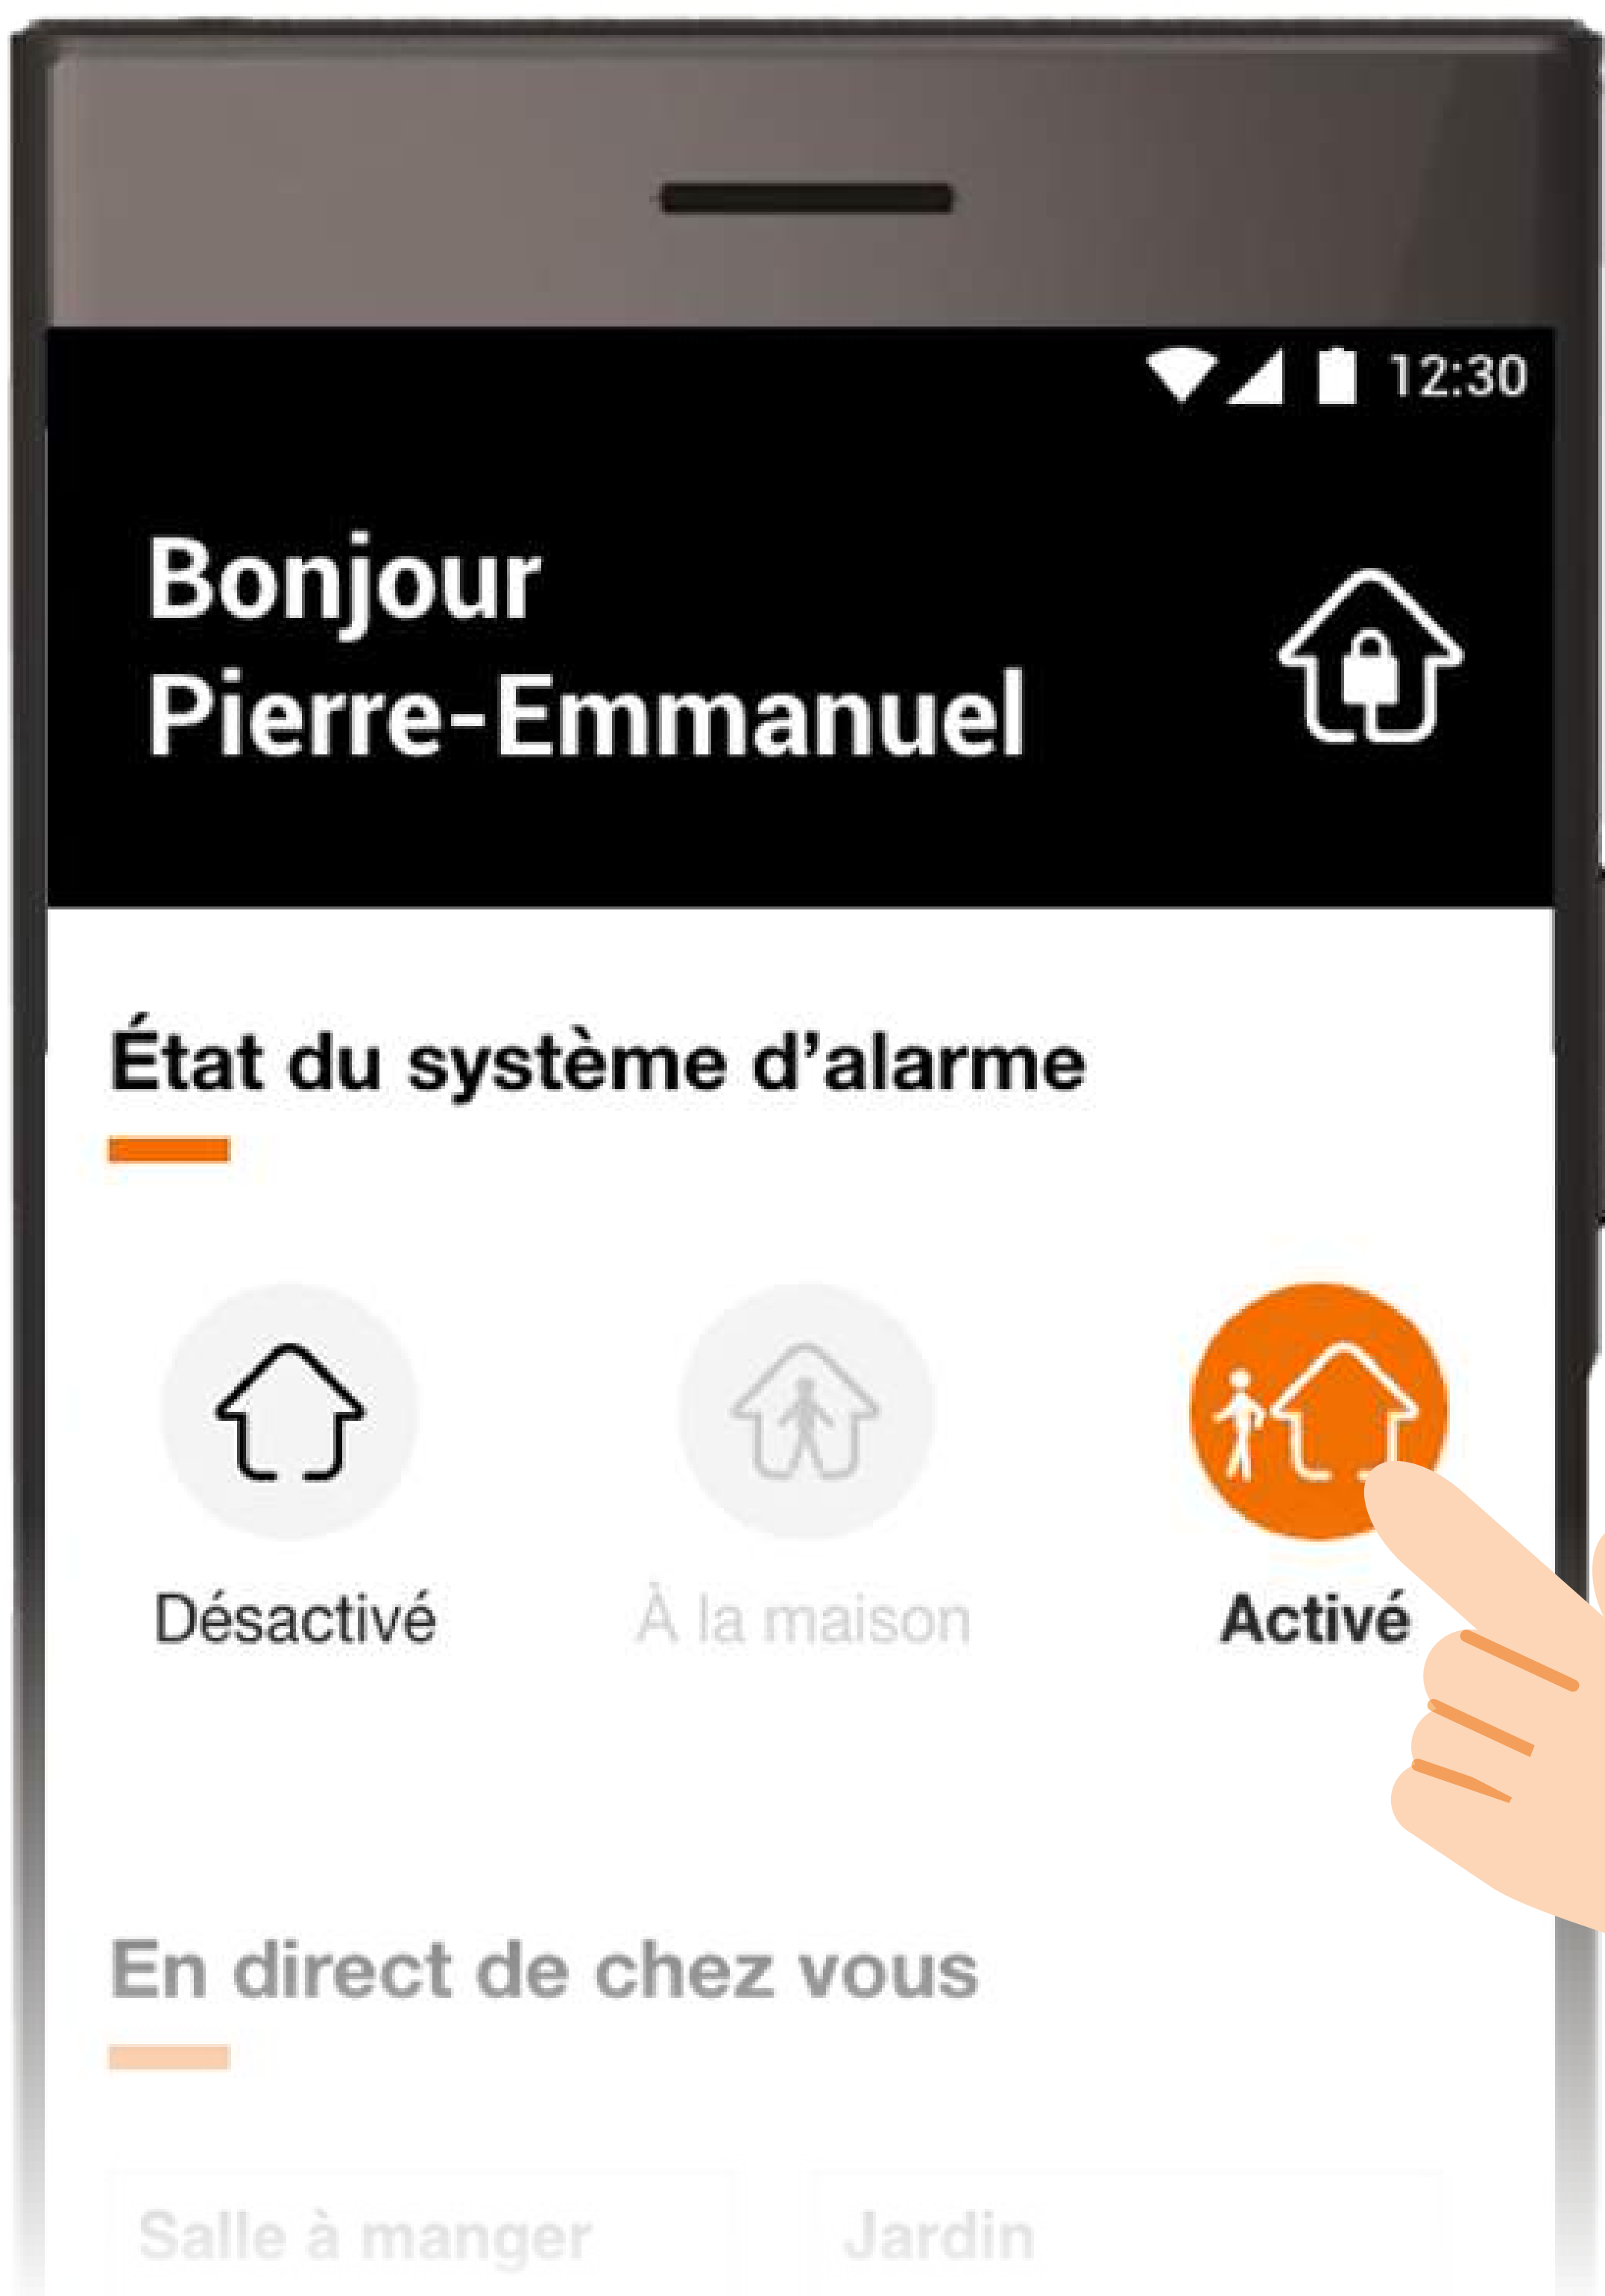 12:30
Bonjour
Pierre-Emmanuel
État du système d’alarme
Désactivé
À la maison
Activé
En direct de chez vous
Salle à manger
Jardin